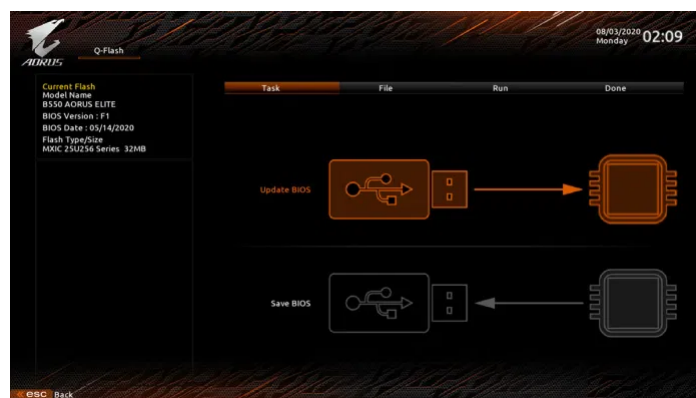 AORUS
Q-Flash
08/03/2020
Monday
02:09
Current Flash
Model Name
B550 AORUS ELITE
BIOS Version : F1
BIOS Date : 05/14/2020
Flash Type/Size
MXIC 25U256 Series 32MB
Task File Run Done
Update BIOS
Save BIOS
esc Back